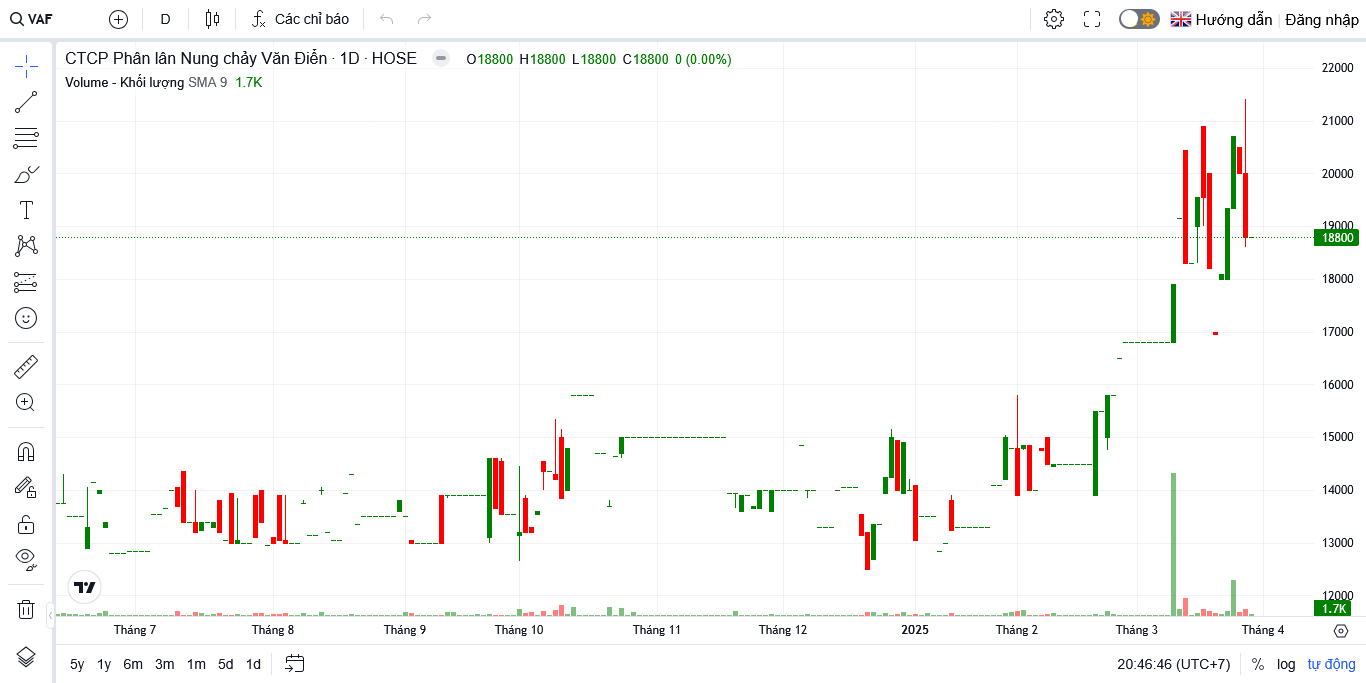 VAF D Các chỉ báo Hướng dẫn Đăng nhập
CTCP Phân lân Nung chảy Văn Điển · 1D · HOSE O18800 H18800 L18800 C18800 0 (0.00%)
Volume - Khối lượng SMA 9 1.7K
22000
21000
20000
19000
18800
18000
17000
16000
15000
14000
13000
12000
1.7K
Tháng 7 Tháng 8 Tháng 9 Tháng 10 Tháng 11 Tháng 12 2025 Tháng 2 Tháng 3 Tháng 4
5y 1y 6m 3m 1m 5d 1d 20:46:46 (UTC+7) % log tự động